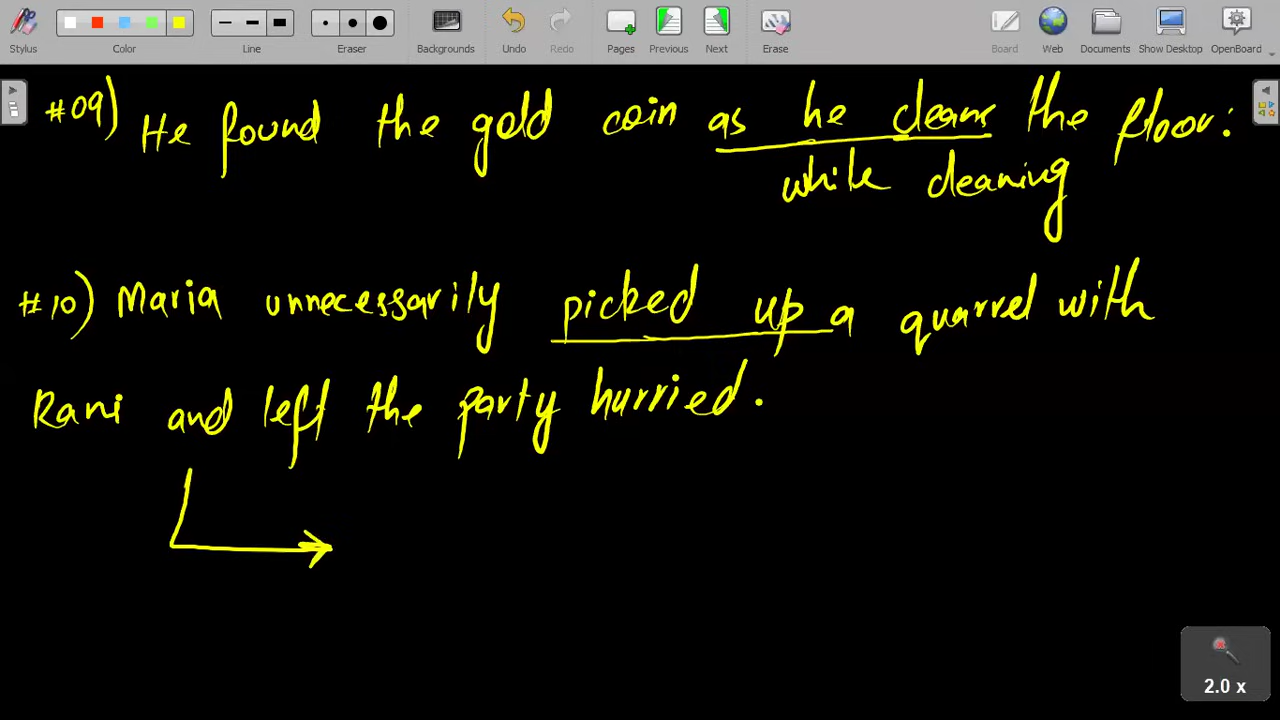 Stylus Color Line Eraser Backgrounds Undo Redo Pages Previous Next Erase Board Web Documents Show Desktop OpenBoard
#09) He found the gold coin as he cleans the floor:
while cleaning
#10) Maria unnecessarily picked up a quarrel with
Rani and left the party hurried.
2.0 x